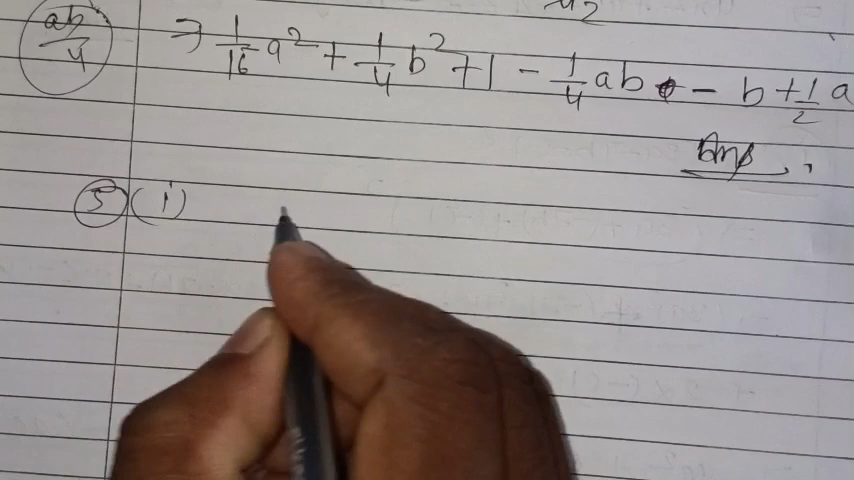 ab/4 ⇒ 1/16 a² + 1/4 b² + 1 - 1/4 ab - b + 1/2 a
Ans.
5 (i)